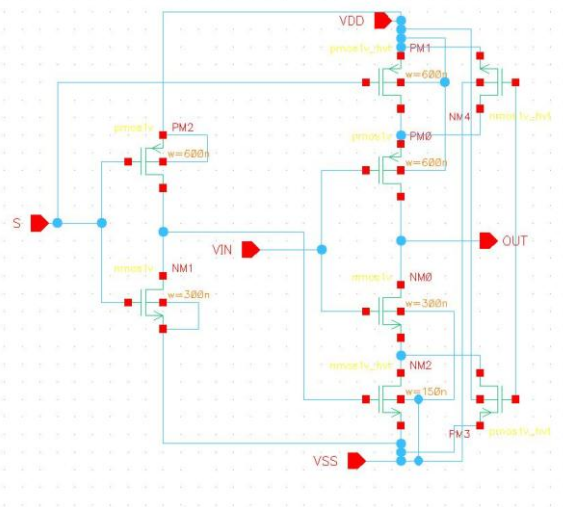 VDD
pmos1v_hvt PM1
w=600n
NM4 nmos1v_hvt
pmos1v PM2
PM0
w=600n
w=600n
S
VIN
OUT
nmos1v NM1
NM0
nmos1v
w=300n
w=300n
nmos1v_hvt NM2
w=150n
PM3 pmos1v_hvt
VSS